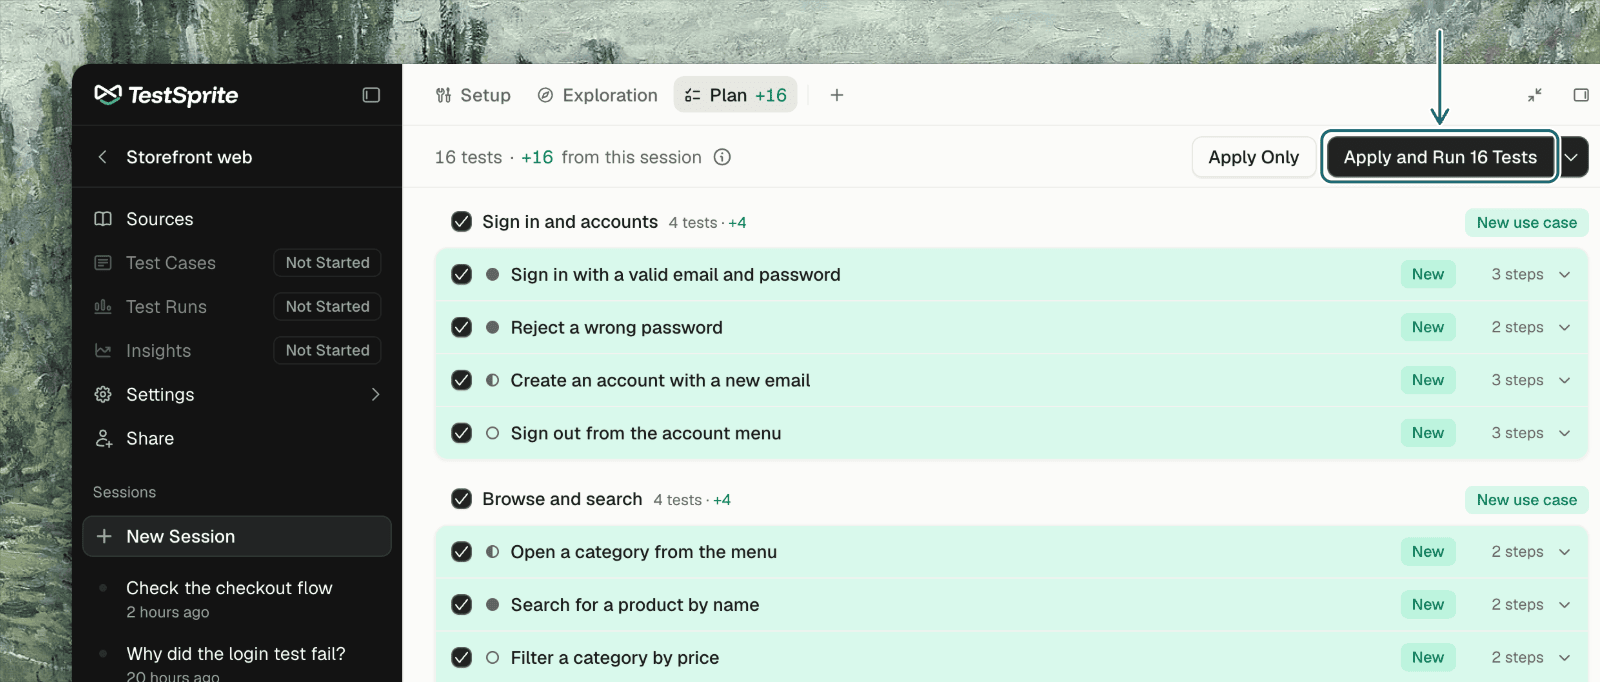 TestSprite
Storefront web
Sources
Test Cases Not Started
Test Runs Not Started
Insights Not Started
Settings
Share
Sessions
New Session
Check the checkout flow
2 hours ago
Why did the login test fail?
20 hours ago
Setup Exploration Plan +16
16 tests · +16 from this session Apply Only Apply and Run 16 Tests
Sign in and accounts 4 tests · +4 New use case
Sign in with a valid email and password New 3 steps
Reject a wrong password New 2 steps
Create an account with a new email New 3 steps
Sign out from the account menu New 3 steps
Browse and search 4 tests · +4 New use case
Open a category from the menu New 2 steps
Search for a product by name New 2 steps
Filter a category by price New 2 steps